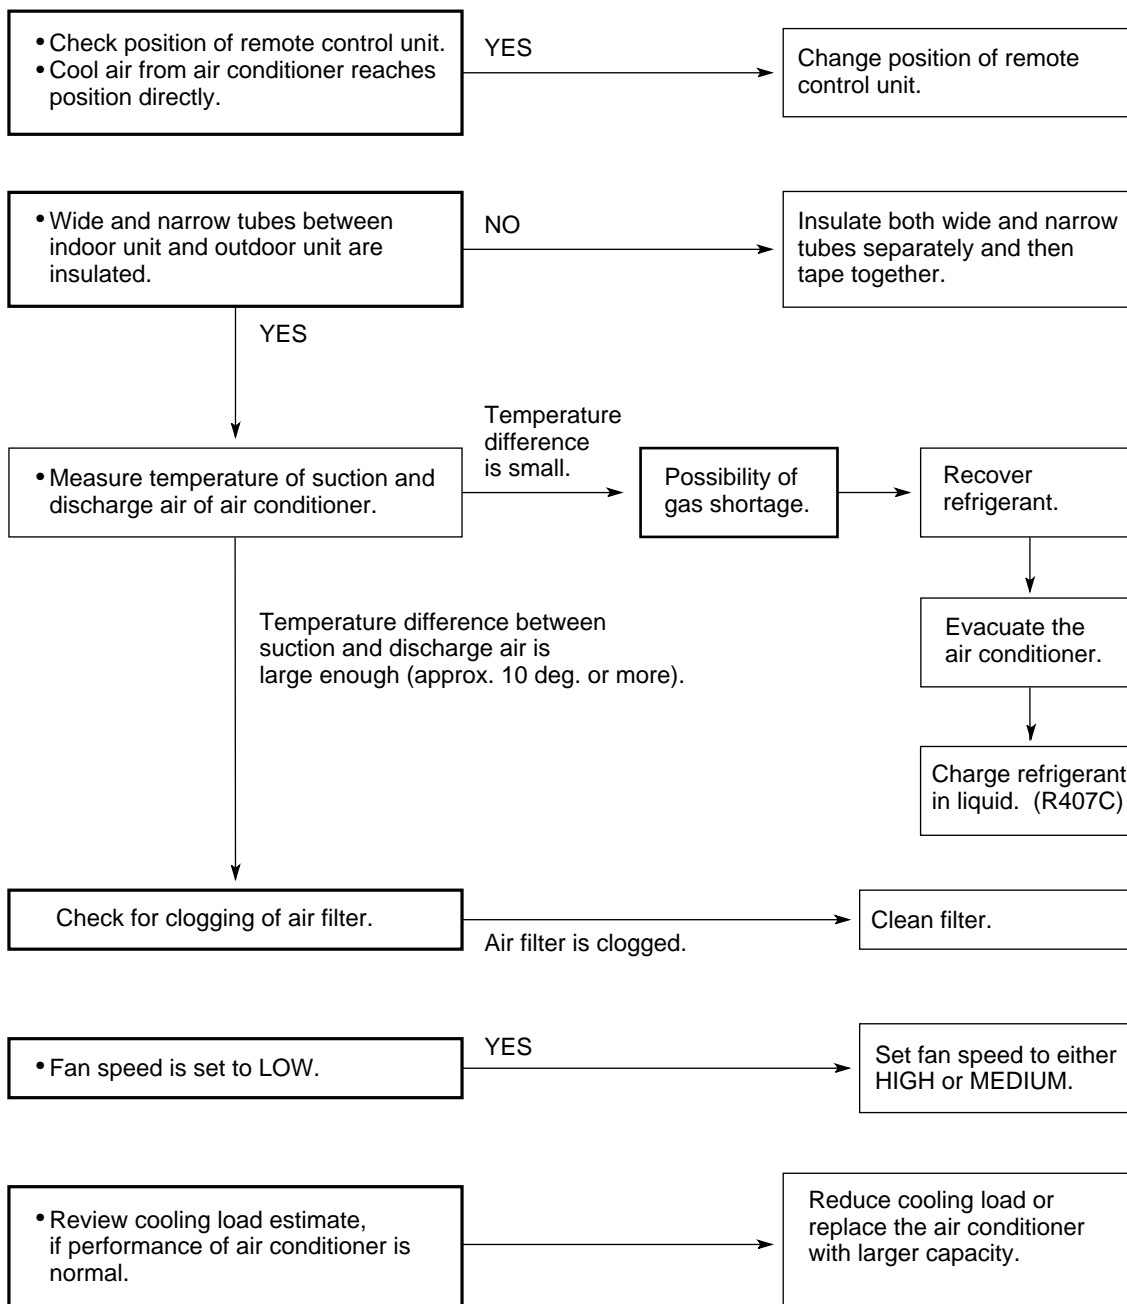 • Check position of remote control unit.
• Cool air from air conditioner reaches
position directly.
YES
Change position of remote
control unit.
• Wide and narrow tubes between
indoor unit and outdoor unit are
insulated.
NO
Insulate both wide and narrow
tubes separately and then
tape together.
YES
• Measure temperature of suction and
discharge air of air conditioner.
Temperature
difference
is small.
Possibility of
gas shortage.
Recover
refrigerant.
Evacuate the
air conditioner.
Charge refrigerant
in liquid. (R407C)
Temperature difference between
suction and discharge air is
large enough (approx. 10 deg. or more).
Check for clogging of air filter.
Air filter is clogged.
Clean filter.
• Fan speed is set to LOW.
YES
Set fan speed to either
HIGH or MEDIUM.
• Review cooling load estimate,
if performance of air conditioner is
normal.
Reduce cooling load or
replace the air conditioner
with larger capacity.